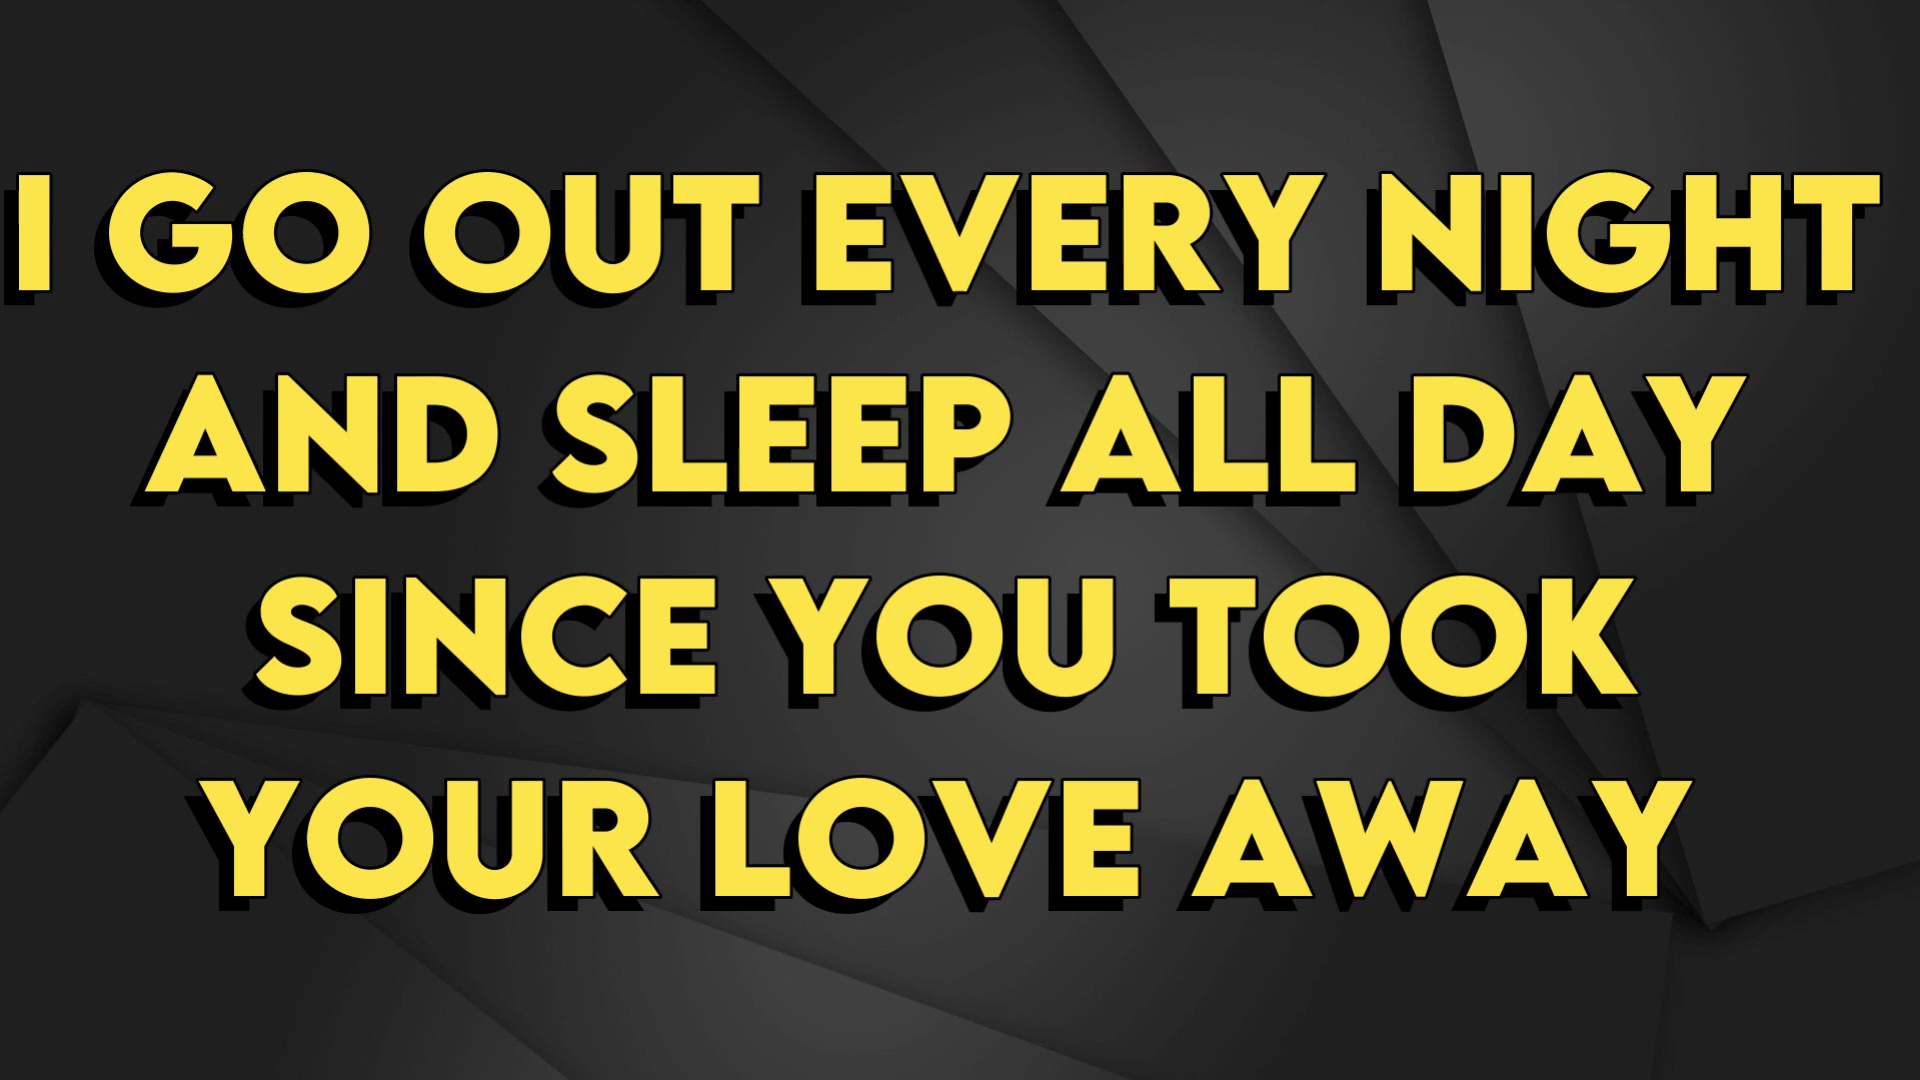 I GO OUT EVERY NIGHT
AND SLEEP ALL DAY
SINCE YOU TOOK
YOUR LOVE AWAY